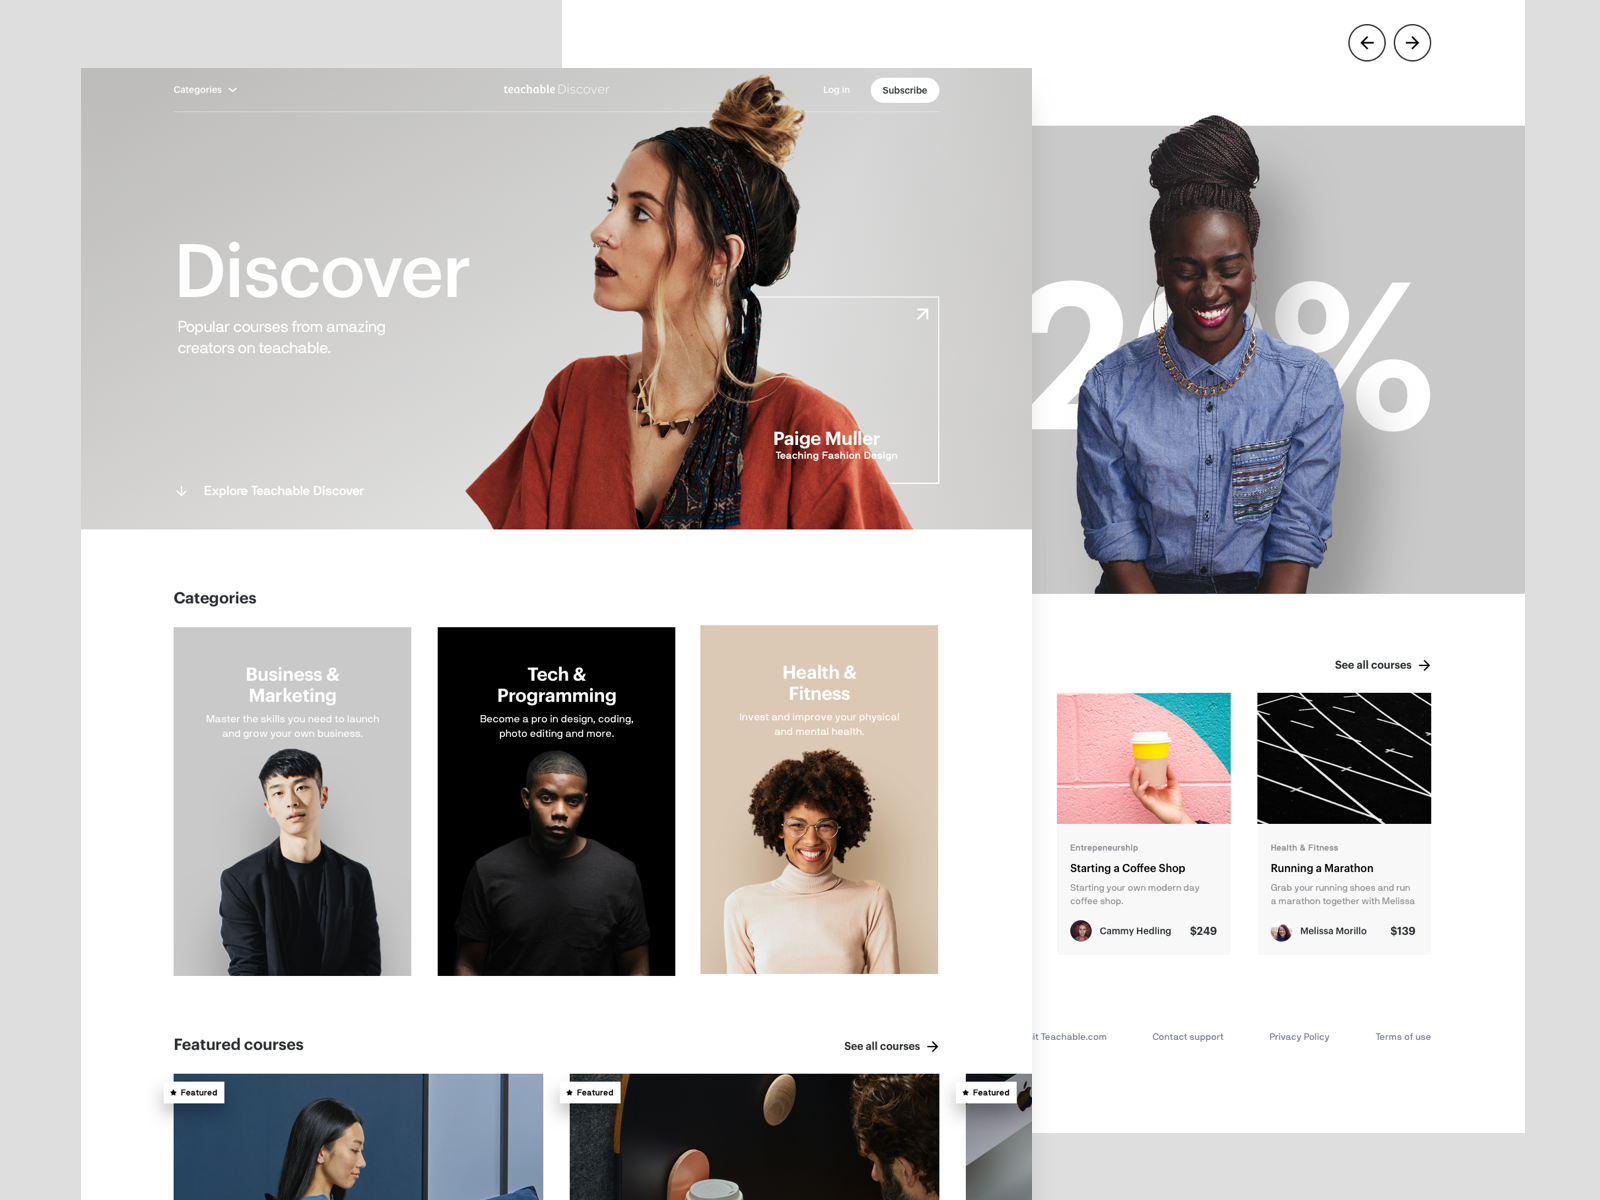 Categories
teachable Discover
Log in
Subscribe
Discover
Popular courses from amazing
creators on teachable.
Paige Muller
Teaching Fashion Design
Explore Teachable Discover
Categories
Business &
Marketing
Master the skills you need to launch
and grow your own business.
Tech &
Programming
Become a pro in design, coding,
photo editing and more.
Health &
Fitness
Invest and improve your physical
and mental health.
Featured courses
See all courses
Featured
Featured
Featured
%
See all courses
Entrepeneurship
Starting a Coffee Shop
Starting your own modern day
coffee shop.
Cammy Hedling
$249
Health & Fitness
Running a Marathon
Grab your running shoes and run
a marathon together with Melissa
Melissa Morillo
$139
Teachable.com
Contact support
Privacy Policy
Terms of use